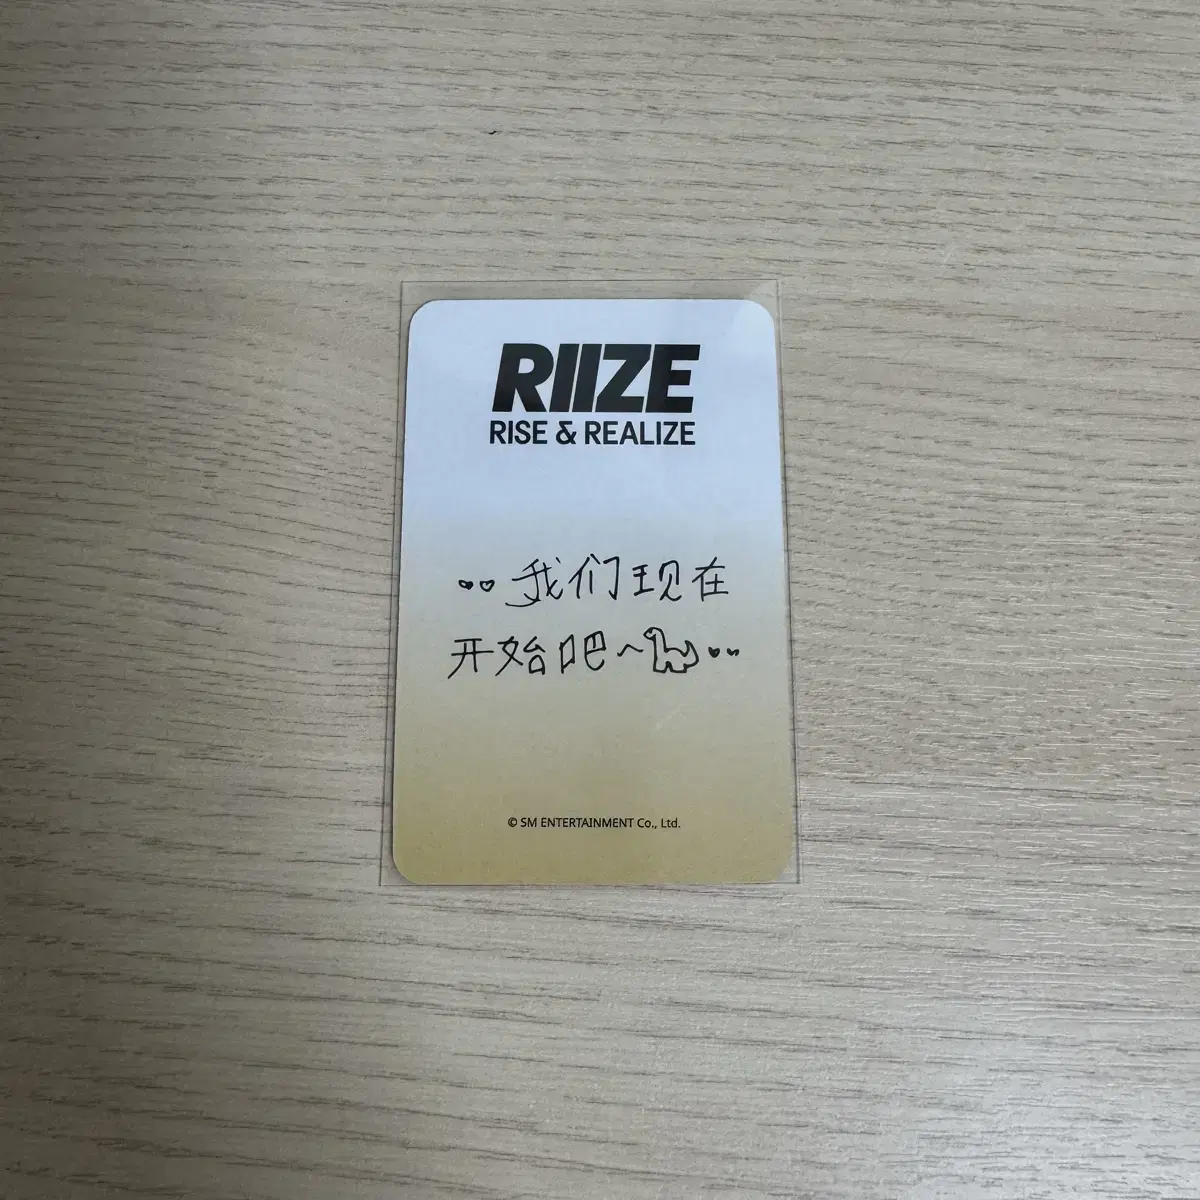 RIIZE
RISE & REALIZE
我们现在
开始吧~
© SM ENTERTAINMENT Co., Ltd.